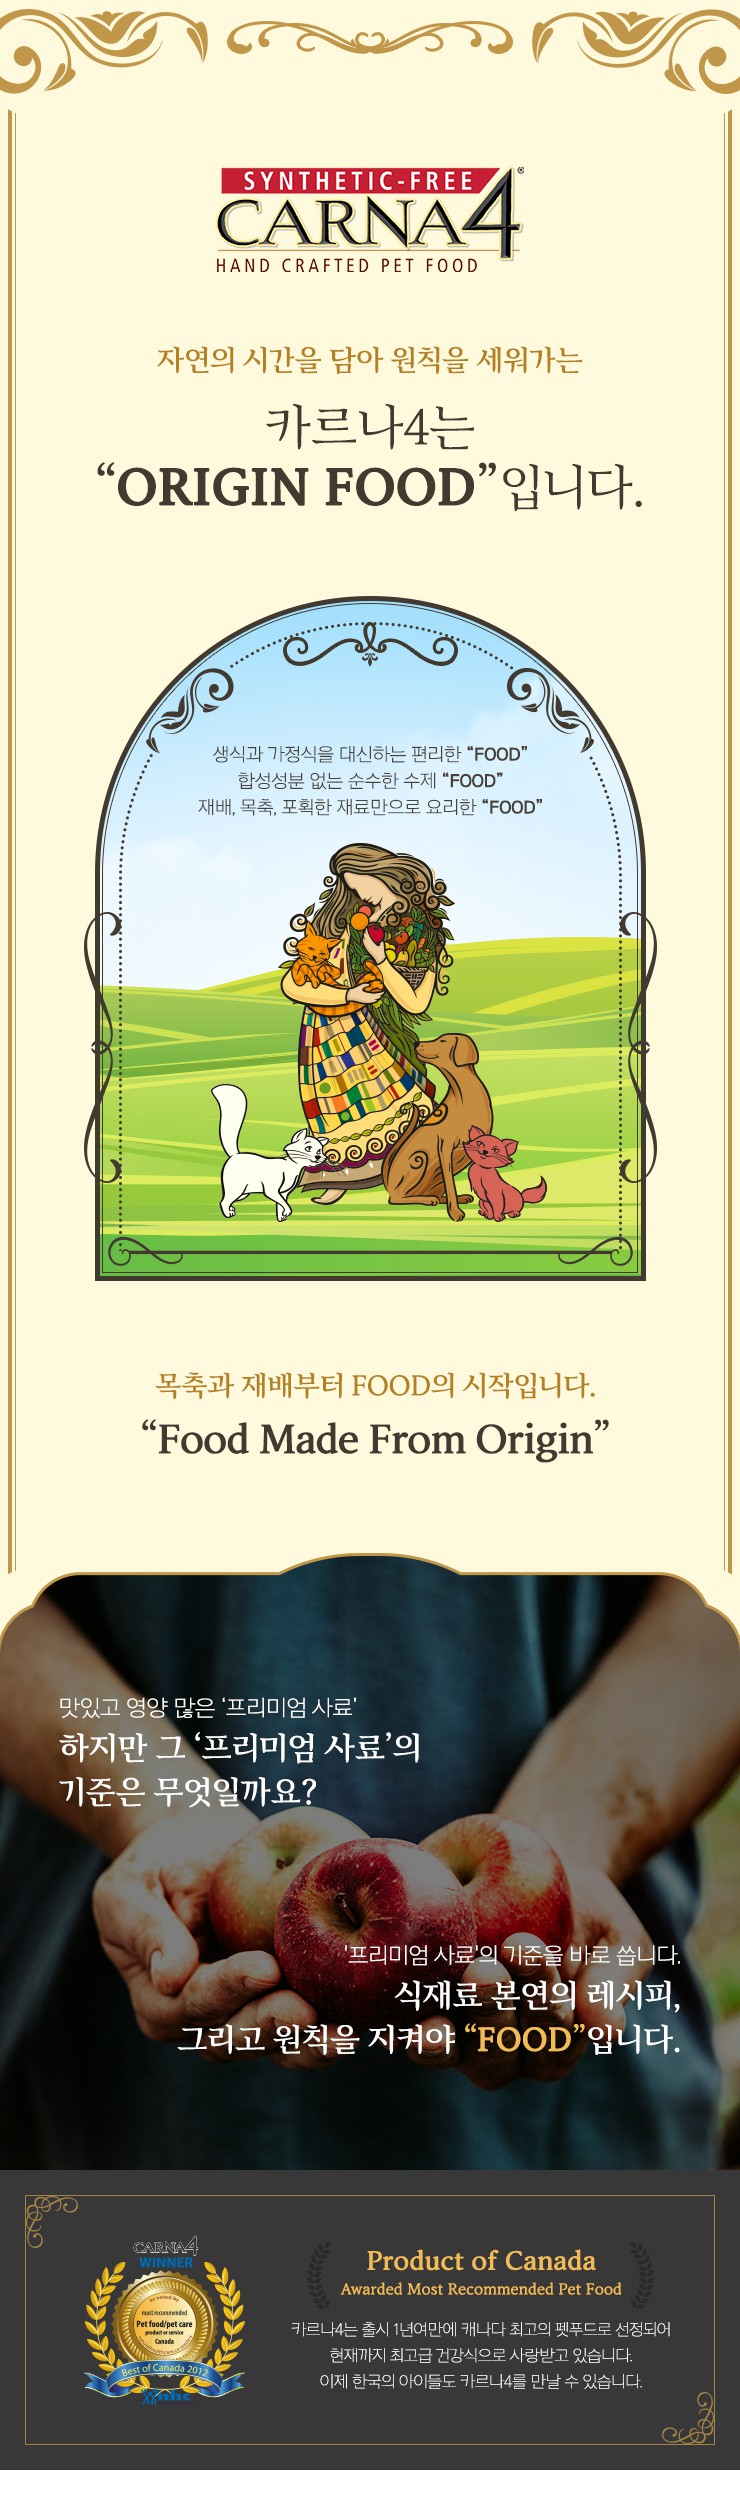 SYNTHETIC-FREE
CARNA4®
HAND CRAFTED PET FOOD
자연의 시간을 담아 원칙을 세워가는
카르나4는
“ORIGIN FOOD”입니다.
생식과 가정식을 대신하는 편리한 “FOOD”
합성성분 없는 순수한 수제 “FOOD”
재배, 목축, 포획한 재료만으로 요리한 “FOOD”
목축과 재배부터 FOOD의 시작입니다.
“Food Made From Origin”
맛있고 영양 많은 ‘프리미엄 사료’
하지만 그 ‘프리미엄 사료’의
기준은 무엇일까요?
'프리미엄 사료'의 기준을 바로 씁니다.
식재료 본연의 레시피,
그리고 원칙을 지켜야 “FOOD”입니다.
CARNA4
WINNER
as voted by
most recommended
Pet food/pet care
product or service
Canada
Best of Canada 2012
nhc
Product of Canada
Awarded Most Recommended Pet Food
카르나4는 출시 1년여만에 캐나다 최고의 펫푸드로 선정되어
현재까지 최고급 건강식으로 사랑받고 있습니다.
이제 한국의 아이들도 카르나4를 만날 수 있습니다.